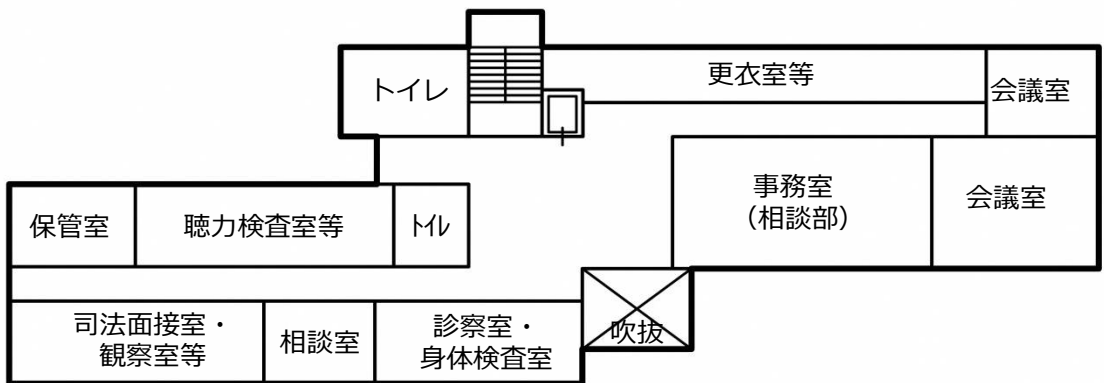 トイレ
更衣室等
会議室
事務室
（相談部）
会議室
保管室
聴力検査室等
ﾄｲﾚ
司法面接室・
観察室等
相談室
診察室・
身体検査室
吹抜